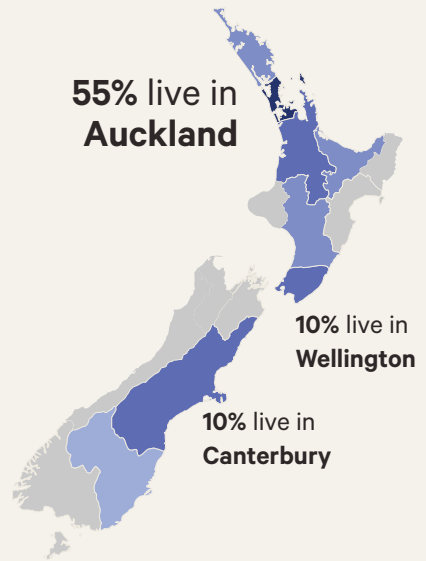 55% live in
Auckland
10% live in
Wellington
10% live in
Canterbury